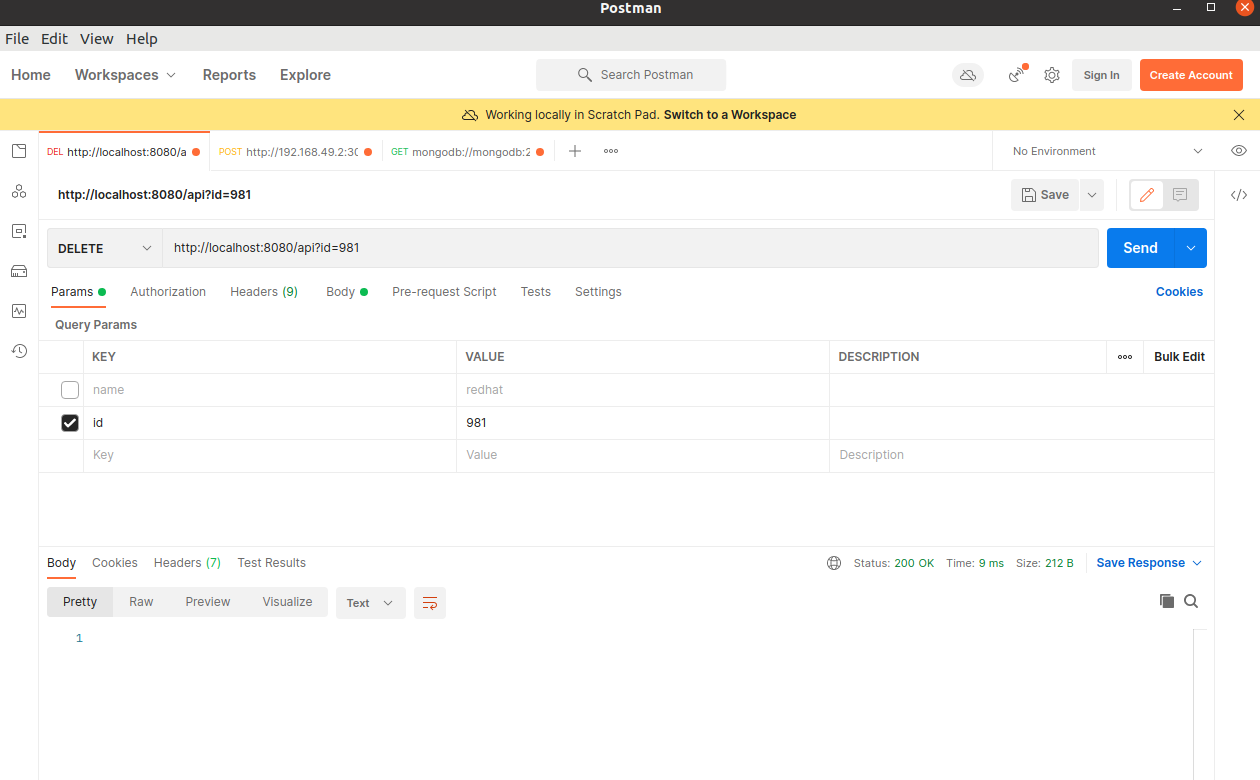 Postman
File Edit View Help
Home Workspaces Reports Explore Search Postman Sign In Create Account
Working locally in Scratch Pad. Switch to a Workspace
DEL http://localhost:8080/a POST http://192.168.49.2:30 GET mongodb://mongodb:2 No Environment
http://localhost:8080/api?id=981 Save
DELETE http://localhost:8080/api?id=981 Send
Params Authorization Headers (9) Body Pre-request Script Tests Settings Cookies
Query Params
KEY VALUE DESCRIPTION Bulk Edit
name redhat
id 981
Key Value Description
Body Cookies Headers (7) Test Results Status: 200 OK Time: 9 ms Size: 212 B Save Response
Pretty Raw Preview Visualize Text
1